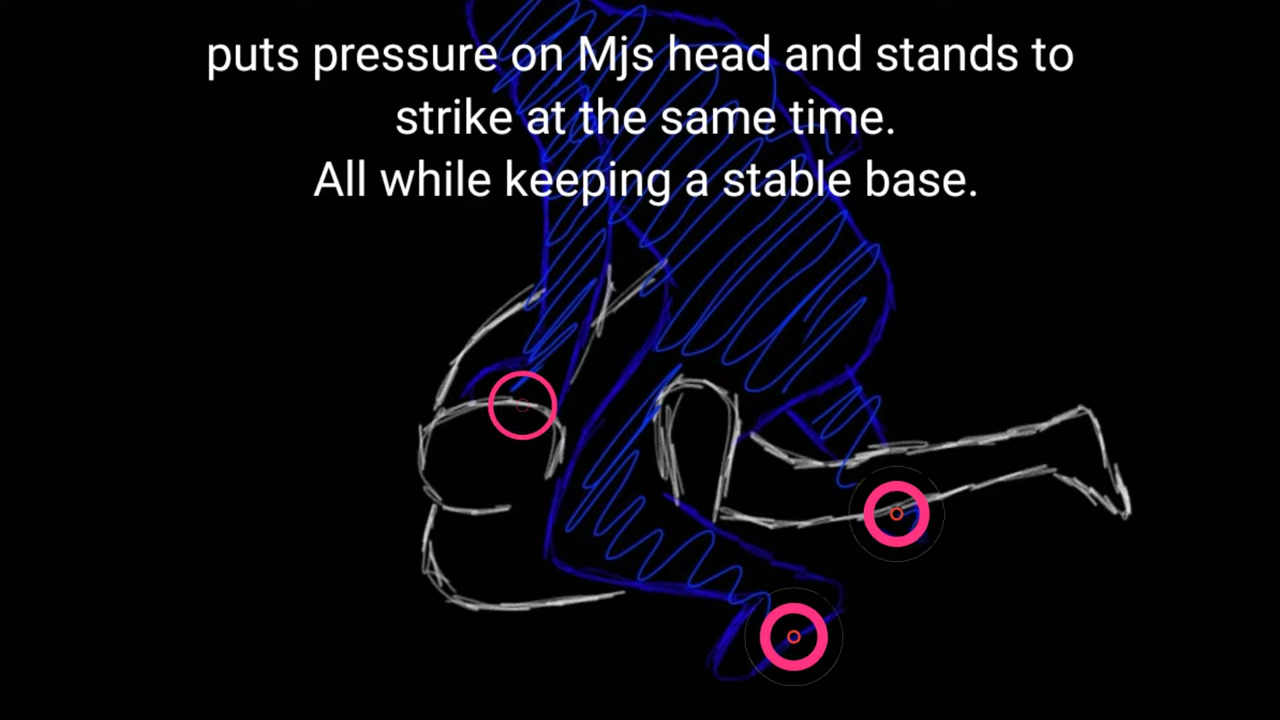 puts pressure on Mjs head and stands to
strike at the same time.
All while keeping a stable base.